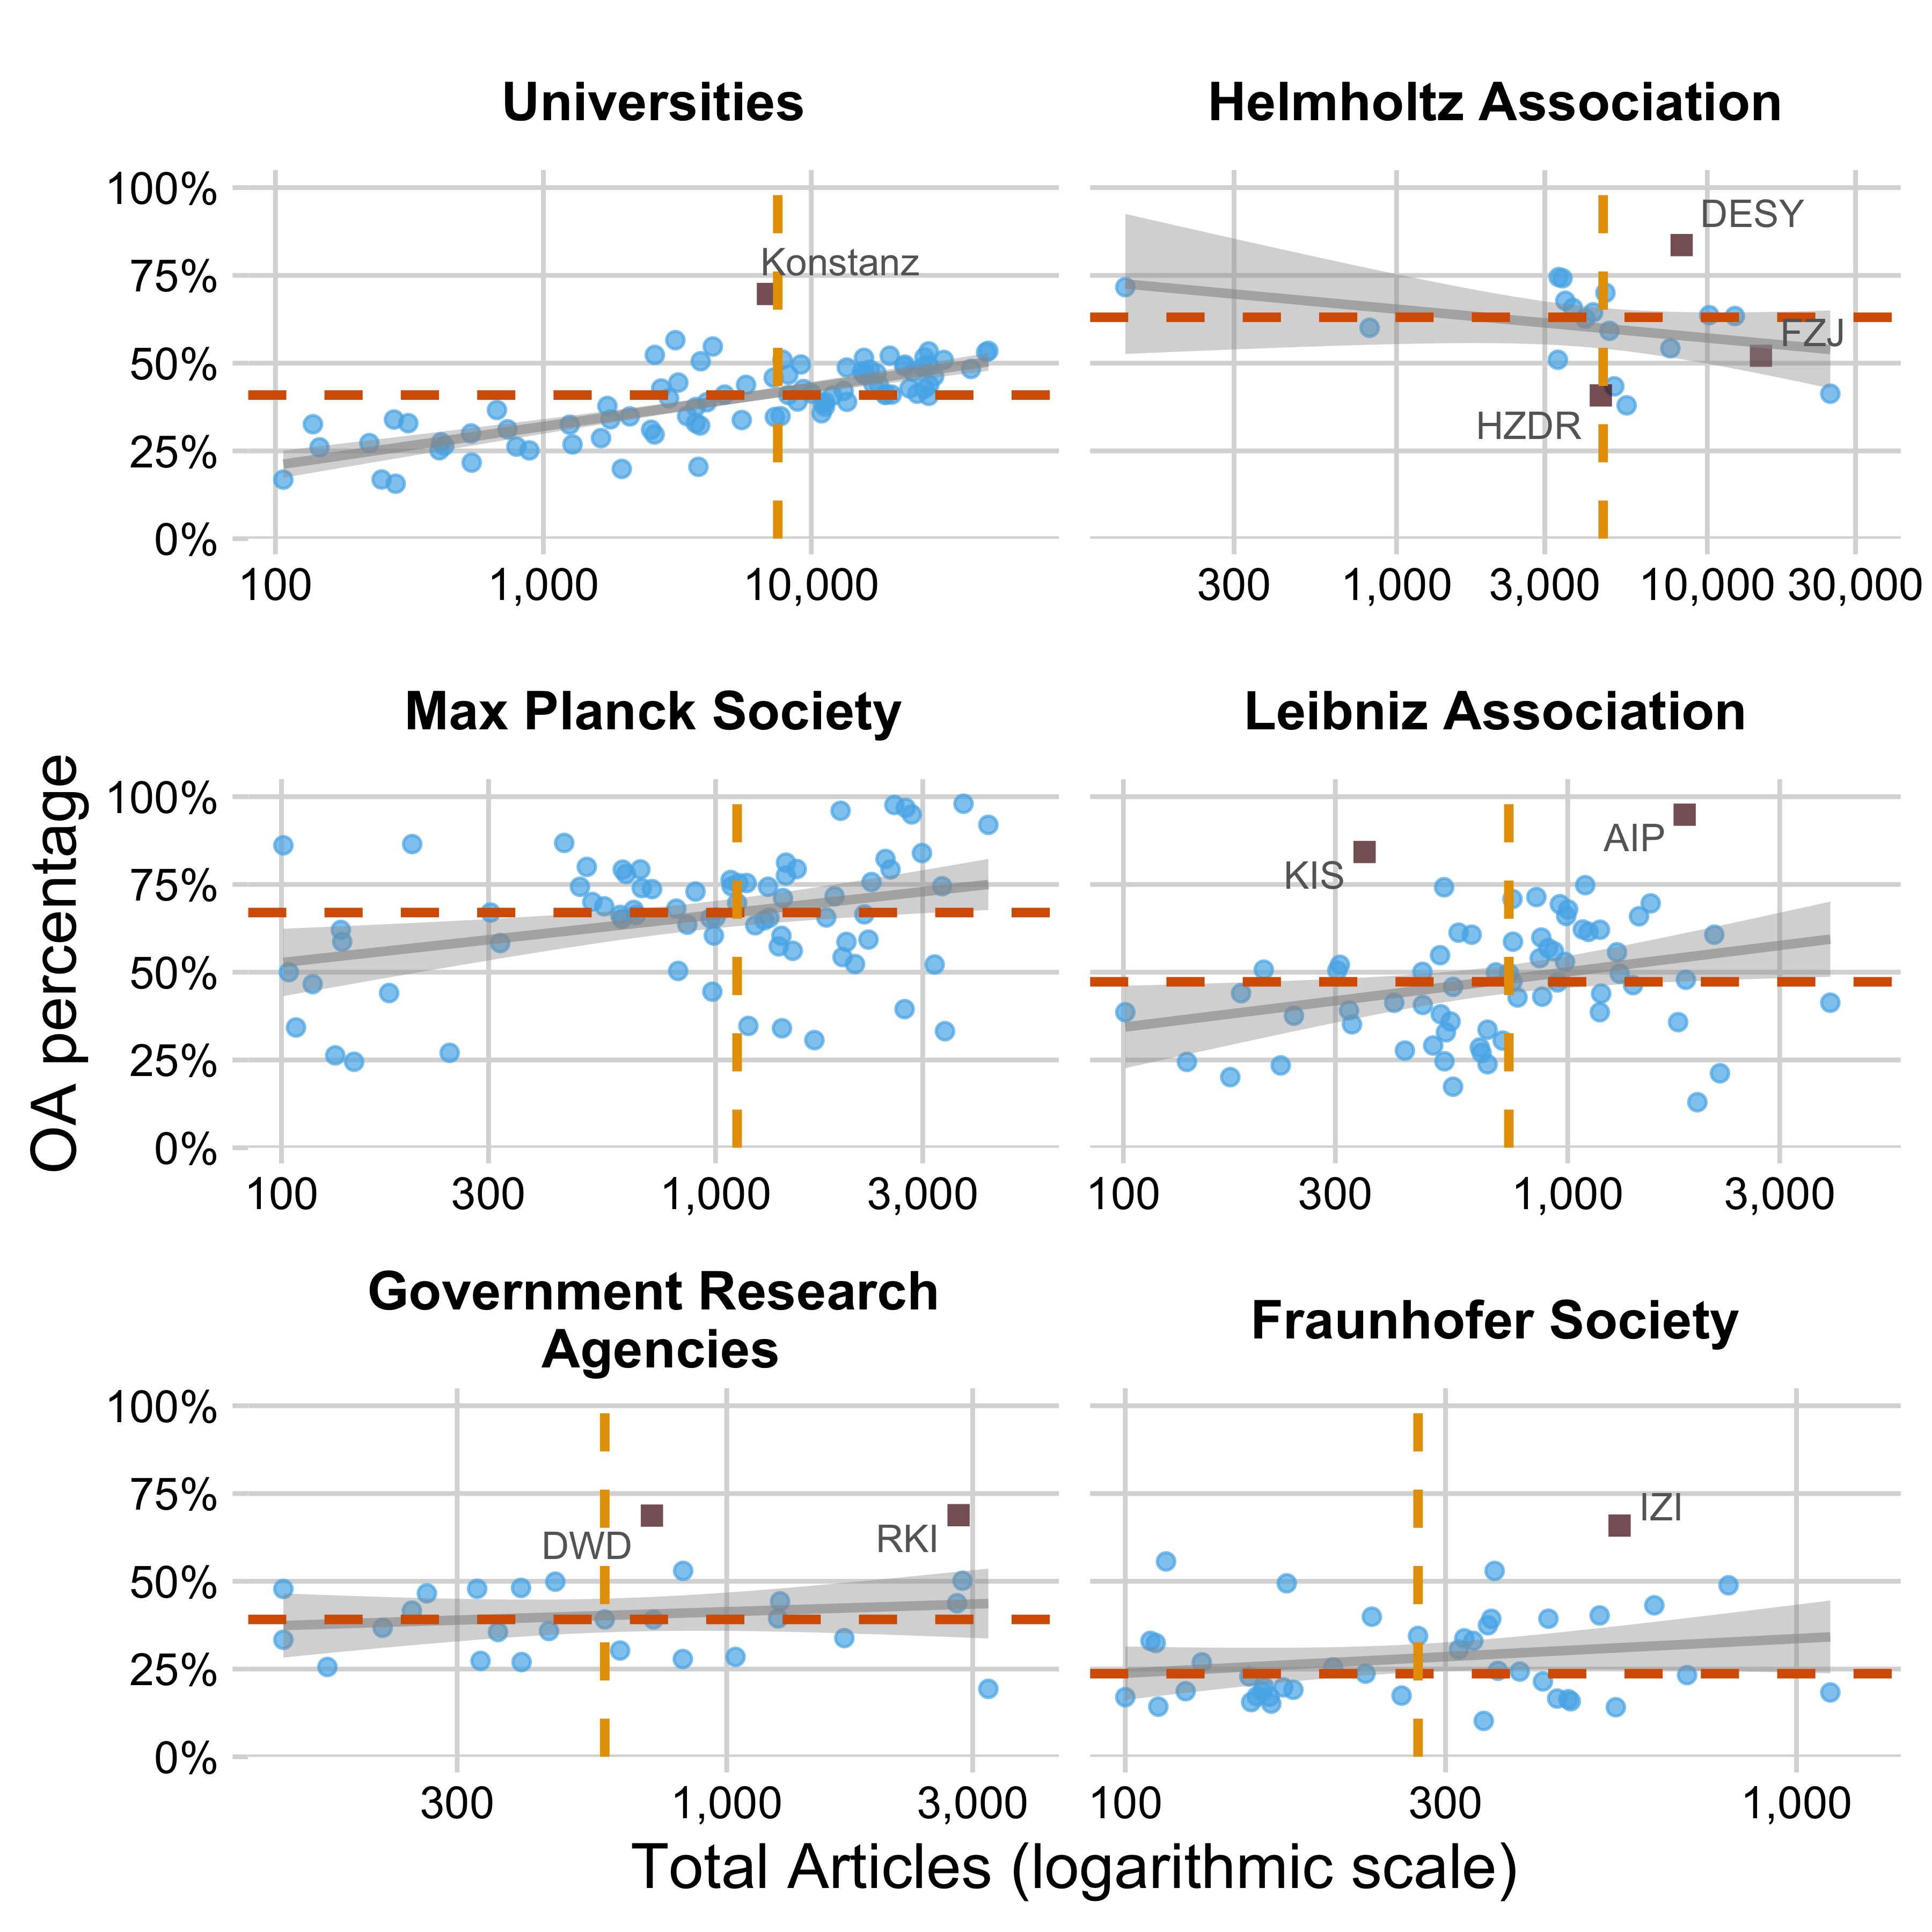 Universities
Helmholtz Association
100%
75%
50%
25%
0%
Konstanz
DESY
FZJ
HZDR
100 1,000 10,000
300 1,000 3,000 10,000 30,000
Max Planck Society
Leibniz Association
OA percentage
100%
75%
50%
25%
0%
KIS
AIP
100 300 1,000 3,000
100 300 1,000 3,000
Government Research
Agencies
Fraunhofer Society
100%
75%
50%
25%
0%
DWD
RKI
IZI
300 1,000 3,000
100 300 1,000
Total Articles (logarithmic scale)